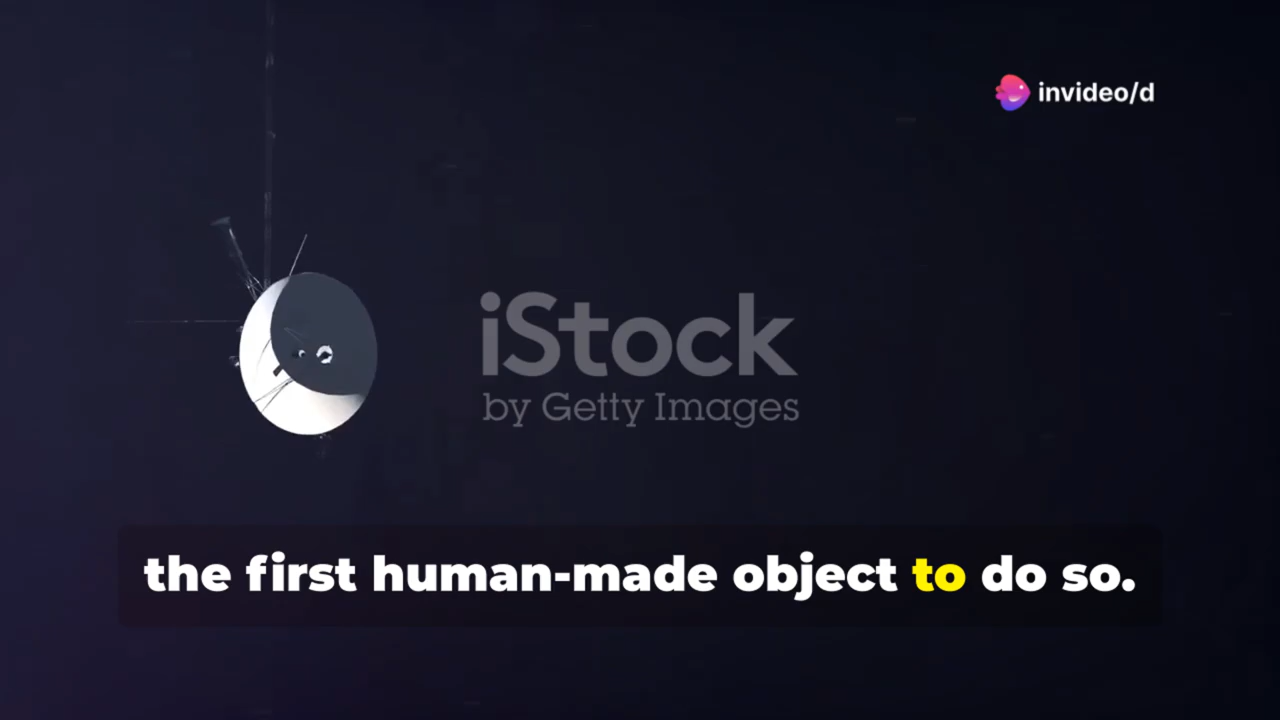 invideo/d
iStock
by Getty Images
the first human-made object to do so.